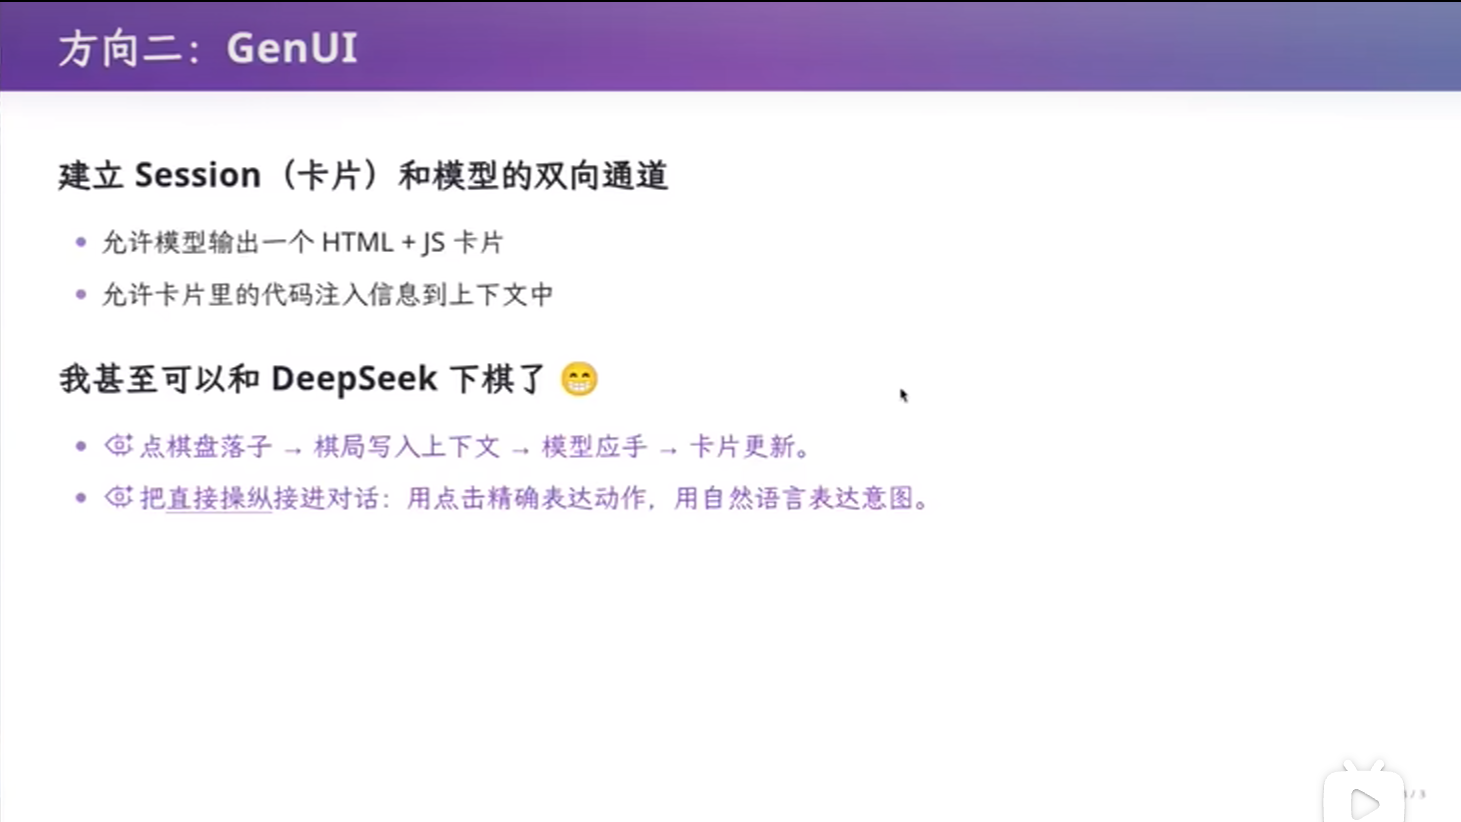 方向二：GenUI
建立 Session（卡片）和模型的双向通道
允许模型输出一个 HTML + JS 卡片
允许卡片里的代码注入信息到上下文中
我甚至可以和 DeepSeek 下棋了 😁
点棋盘落子 → 棋局写入上下文 → 模型应手 → 卡片更新。
把直接操纵接进对话：用点击精确表达动作，用自然语言表达意图。